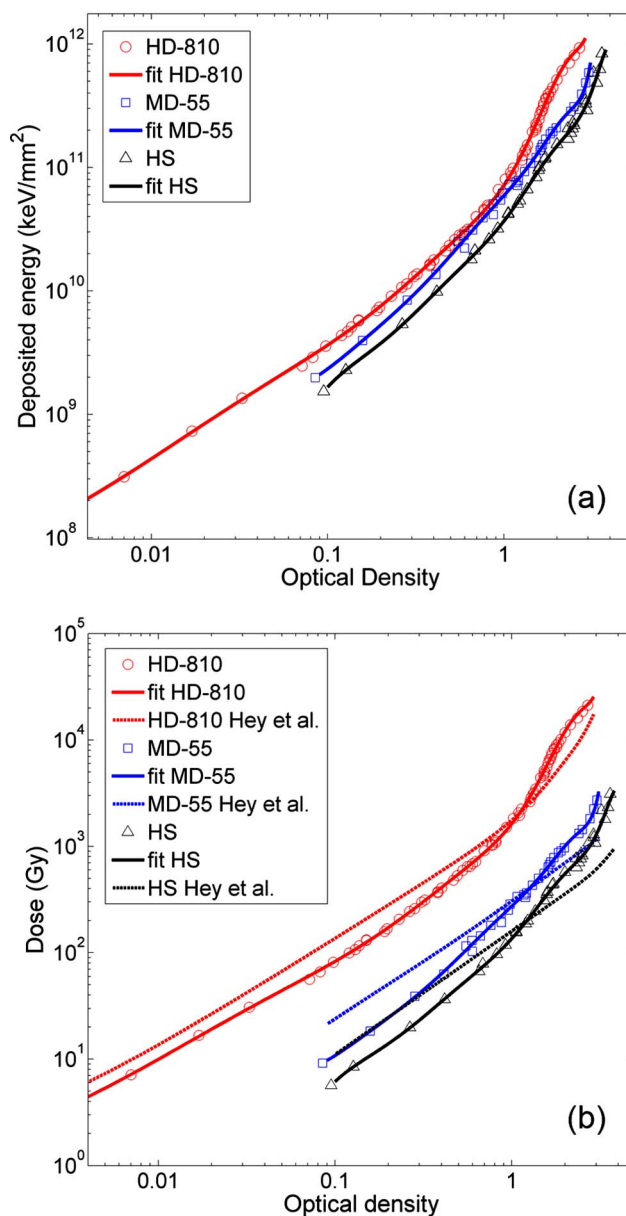 10^12
10^11
10^10
10^9
10^8
Deposited energy (keV/mm^2)
HD-810
fit HD-810
MD-55
fit MD-55
HS
fit HS
(a)
0.01
0.1
1
Optical Density
10^5
10^4
10^3
10^2
10^1
10^0
Dose (Gy)
HD-810
fit HD-810
HD-810 Hey et al.
MD-55
fit MD-55
MD-55 Hey et al.
HS
fit HS
HS Hey et al.
(b)
0.01
0.1
1
Optical density